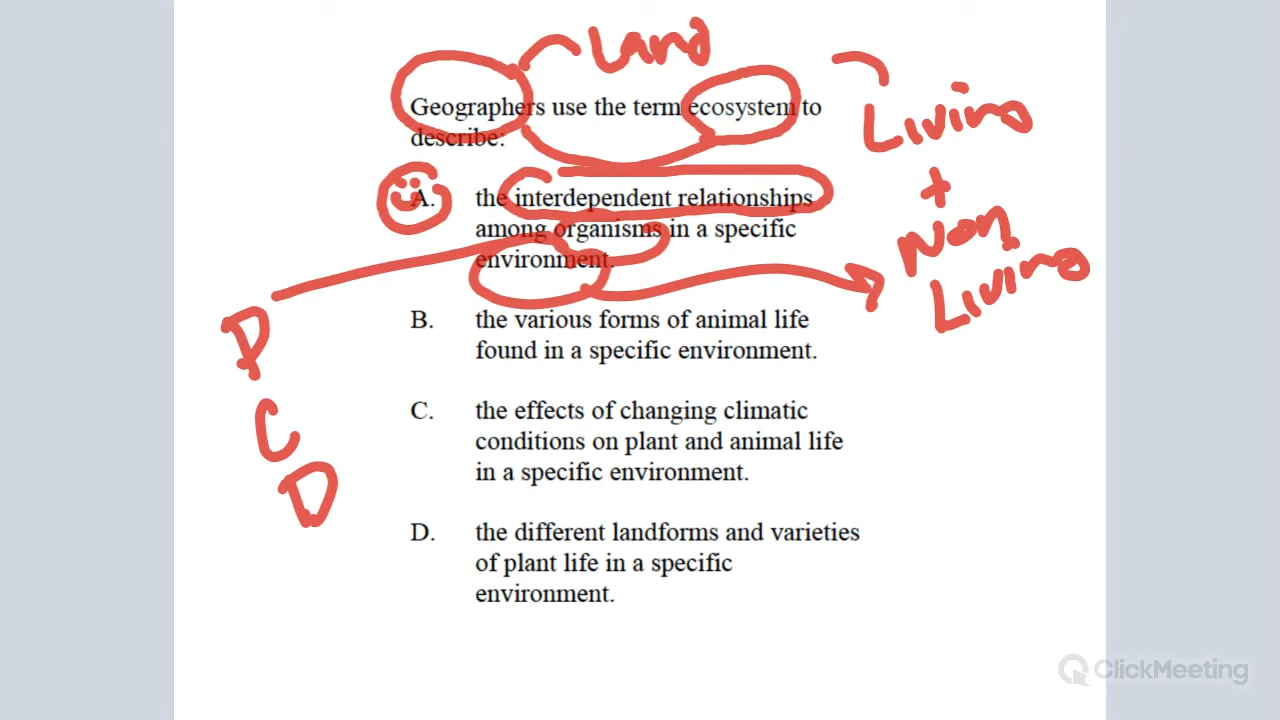 Land
Geographers use the term ecosystem to
describe:
Living
+
Non
Living
A. the interdependent relationships
among organisms in a specific
environment.
P
C
D
B. the various forms of animal life
found in a specific environment.
C. the effects of changing climatic
conditions on plant and animal life
in a specific environment.
D. the different landforms and varieties
of plant life in a specific
environment.
ClickMeeting